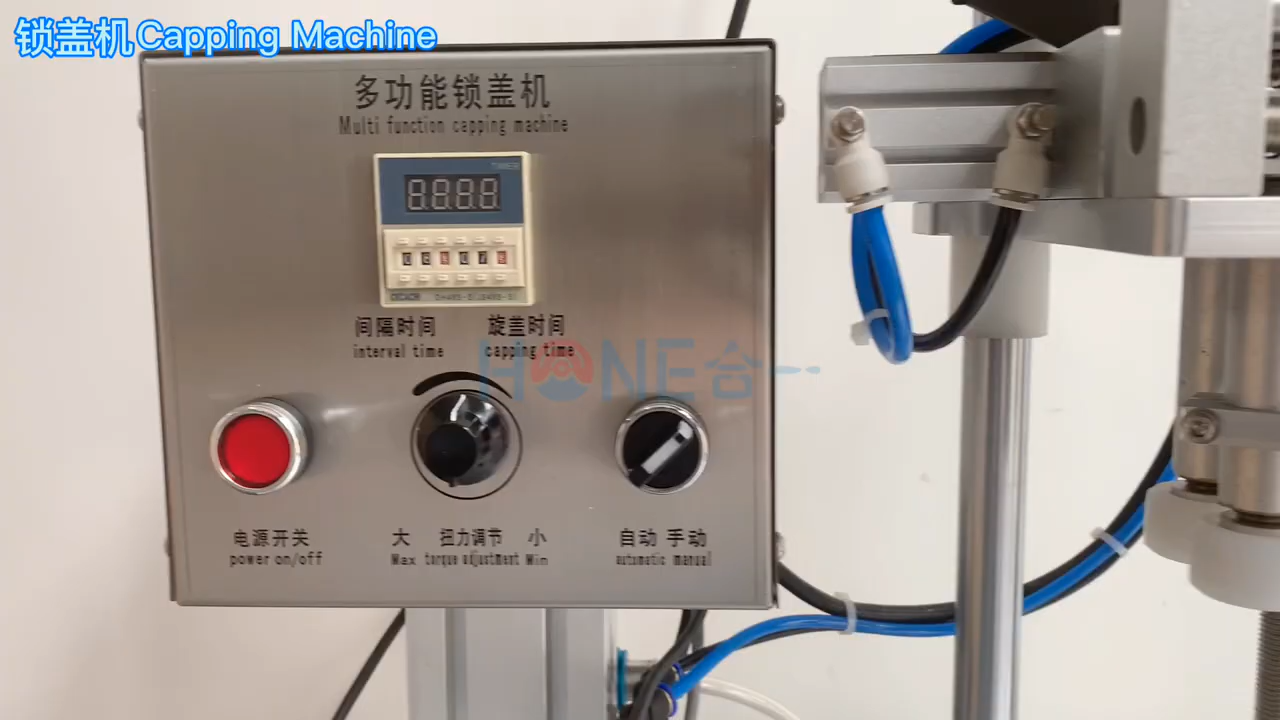 锁盖机Capping Machine
多功能锁盖机
Multi function capping machine
TIMER
8.8.8.8
间隔时间 旋盖时间
interval time capping time
HONE合一
电源开关 大 扭力调节 小 自动 手动
power on/off Max torque adjustment Min automatic manual